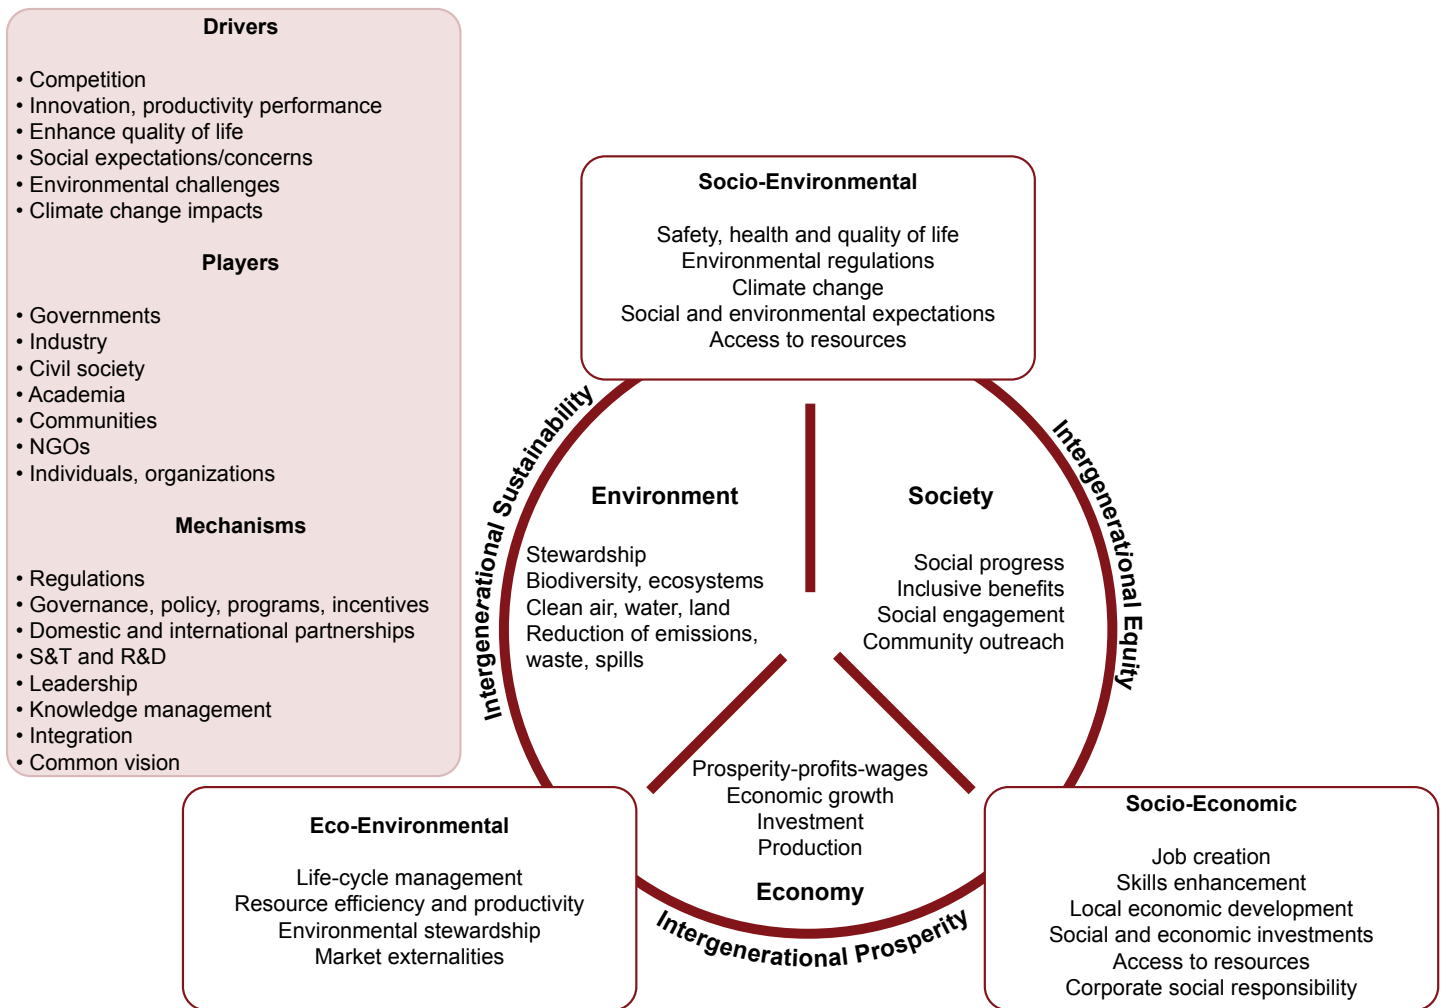 Drivers
• Competition
• Innovation, productivity performance
• Enhance quality of life
• Social expectations/concerns
• Environmental challenges
• Climate change impacts
Players
• Governments
• Industry
• Civil society
• Academia
• Communities
• NGOs
• Individuals, organizations
Mechanisms
• Regulations
• Governance, policy, programs, incentives
• Domestic and international partnerships
• S&T and R&D
• Leadership
• Knowledge management
• Integration
• Common vision
Socio-Environmental
Safety, health and quality of life
Environmental regulations
Climate change
Social and environmental expectations
Access to resources
Intergenerational Sustainability
Intergenerational Equity
Environment
Stewardship
Biodiversity, ecosystems
Clean air, water, land
Reduction of emissions,
waste, spills
Society
Social progress
Inclusive benefits
Social engagement
Community outreach
Prosperity-profits-wages
Economic growth
Investment
Production
Economy
Intergenerational Prosperity
Eco-Environmental
Life-cycle management
Resource efficiency and productivity
Environmental stewardship
Market externalities
Socio-Economic
Job creation
Skills enhancement
Local economic development
Social and economic investments
Access to resources
Corporate social responsibility